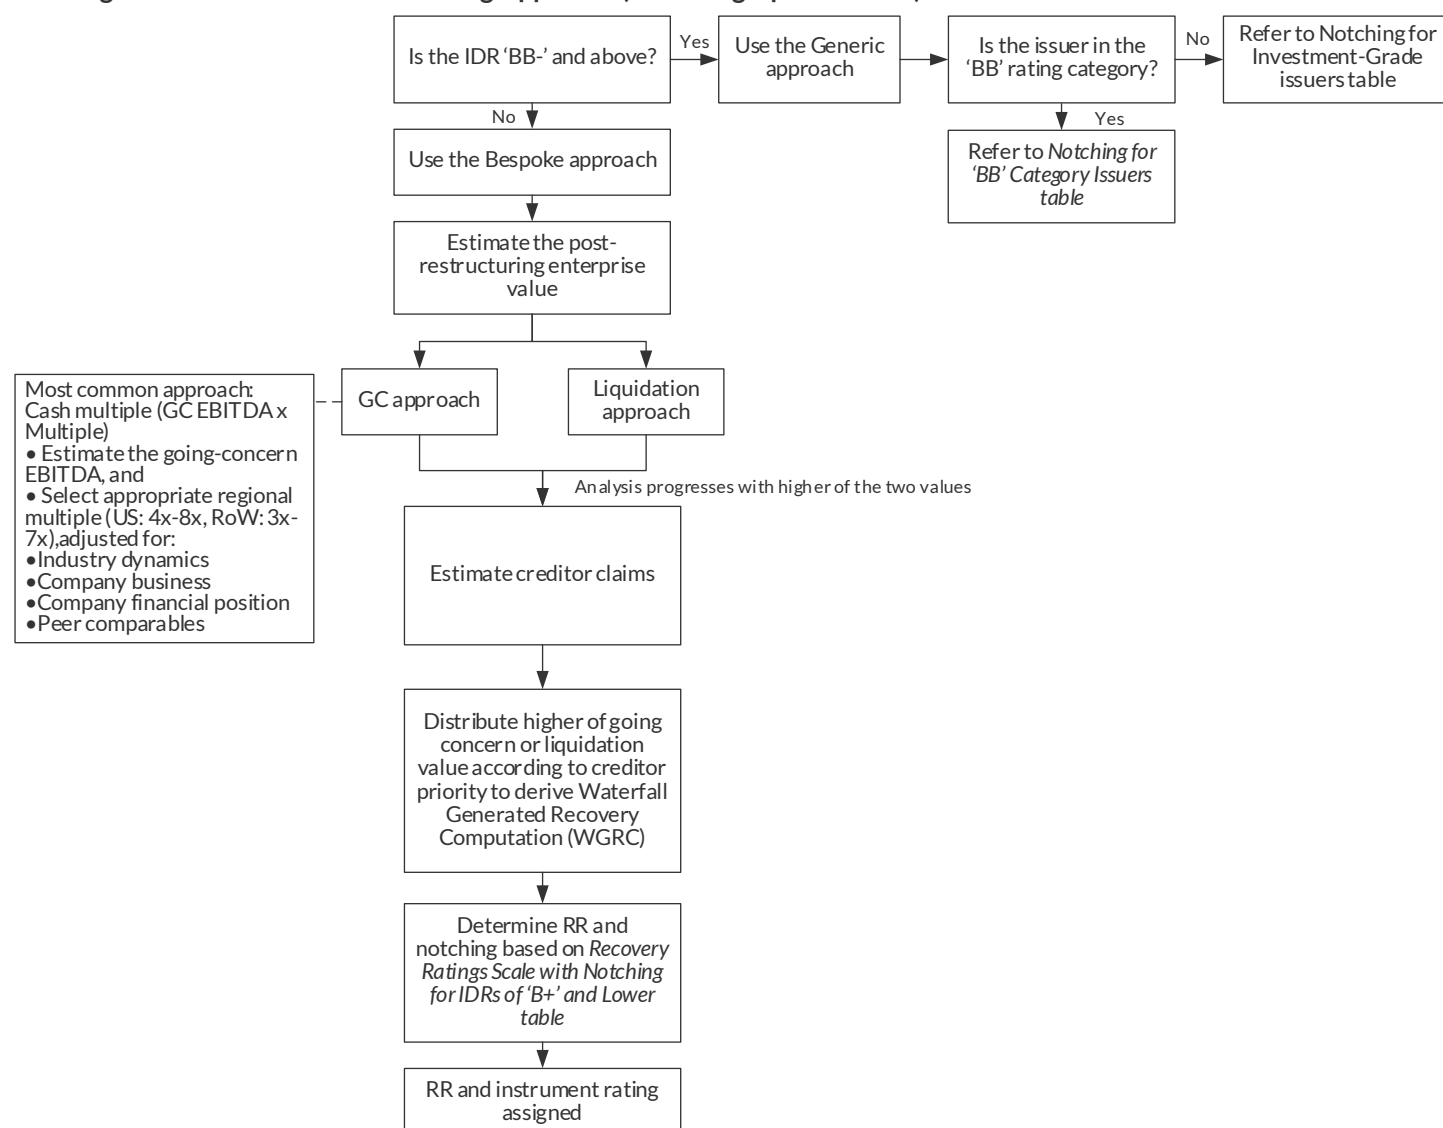 Is the IDR ‘BB-’ and above?
Yes
Use the Generic
approach
Is the issuer in the
‘BB’ rating category?
No
Refer to Notching for
Investment-Grade
issuers table
No
Yes
Use the Bespoke approach
Refer to Notching for
‘BB’ Category Issuers
table
Estimate the post-
restructuring enterprise
value
Most common approach:
Cash multiple (GC EBITDA x
Multiple)
• Estimate the going-concern
EBITDA, and
• Select appropriate regional
multiple (US: 4x-8x, RoW: 3x-
7x),adjusted for:
•Industry dynamics
•Company business
•Company financial position
•Peer comparables
GC approach
Liquidation
approach
Analysis progresses with higher of the two values
Estimate creditor claims
Distribute higher of going
concern or liquidation
value according to creditor
priority to derive Waterfall
Generated Recovery
Computation (WGRC)
Determine RR and
notching based on Recovery
Ratings Scale with Notching
for IDRs of ‘B+’ and Lower
table
RR and instrument rating
assigned